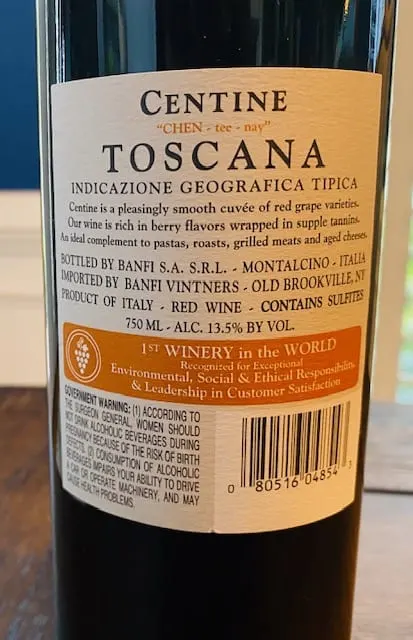 CENTINE
"CHEN - tee - nay"
TOSCANA
INDICAZIONE GEOGRAFICA TIPICA
Centine is a pleasingly smooth cuvée of red grape varieties.
Our wine is rich in berry flavors wrapped in supple tannins.
An ideal complement to pastas, roasts, grilled meats and aged cheeses.
BOTTLED BY BANFI S.A. S.R.L. - MONTALCINO - ITALIA
IMPORTED BY BANFI VINTNERS - OLD BROOKVILLE, NY
PRODUCT OF ITALY - RED WINE - CONTAINS SULFITES
750 ML - ALC. 13.5% BY VOL.
1ST WINERY in the WORLD
Recognized for Exceptional
Environmental, Social & Ethical Responsibility,
& Leadership in Customer Satisfaction
GOVERNMENT WARNING: (1) ACCORDING TO
THE SURGEON GENERAL, WOMEN SHOULD
NOT DRINK ALCOHOLIC BEVERAGES DURING
PREGNANCY BECAUSE OF THE RISK OF BIRTH
DEFECTS. (2) CONSUMPTION OF ALCOHOLIC
BEVERAGES IMPAIRS YOUR ABILITY TO DRIVE
A CAR OR OPERATE MACHINERY, AND MAY
CAUSE HEALTH PROBLEMS.
0 80516 04854 3